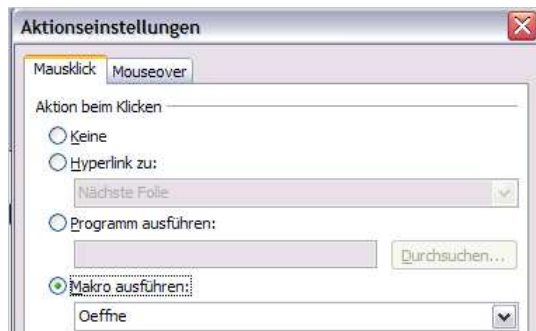 Aktionseinstellungen
Mausklick Mouseover
Aktion beim Klicken
Keine
Hyperlink zu:
Nächste Folie
Programm ausführen:
Durchsuchen...
Makro ausführen:
Oeffne